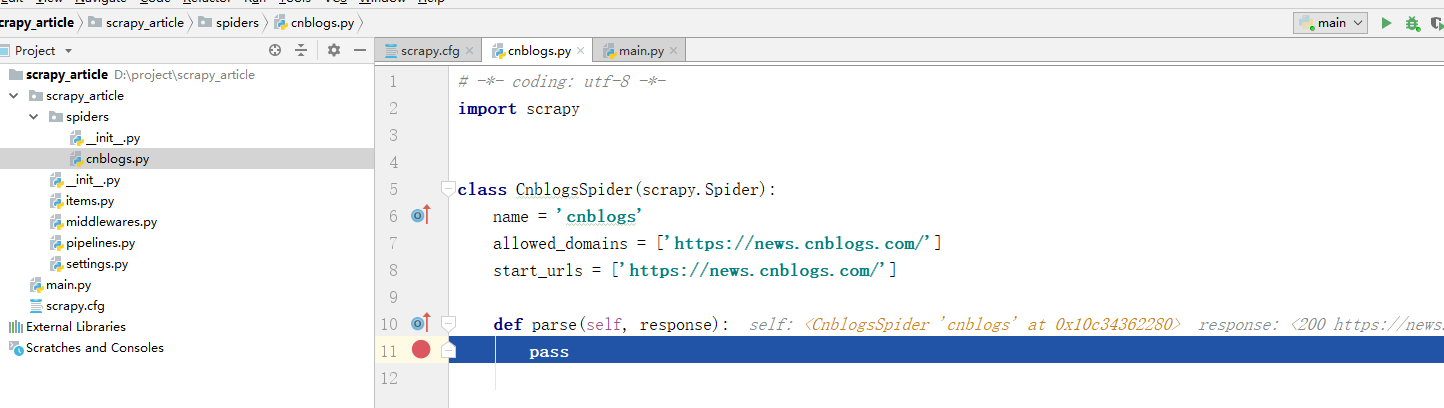 Edit View Navigate Code Refactor Run Tools VCS Window Help
scrapy_article scrapy_article spiders cnblogs.py main
Project
scrapy.cfg cnblogs.py main.py
scrapy_article D:\project\scrapy_article
scrapy_article
spiders
__init__.py
cnblogs.py
__init__.py
items.py
middlewares.py
pipelines.py
settings.py
main.py
scrapy.cfg
External Libraries
Scratches and Consoles
1 # -*- coding: utf-8 -*-
2 import scrapy
3
4
5 class CnblogsSpider(scrapy.Spider):
6 name = 'cnblogs'
7 allowed_domains = ['https://news.cnblogs.com/']
8 start_urls = ['https://news.cnblogs.com/']
9
10 def parse(self, response): self: <CnblogsSpider 'cnblogs' at 0x10c34362280> response: <200 https://news.
11 pass
12